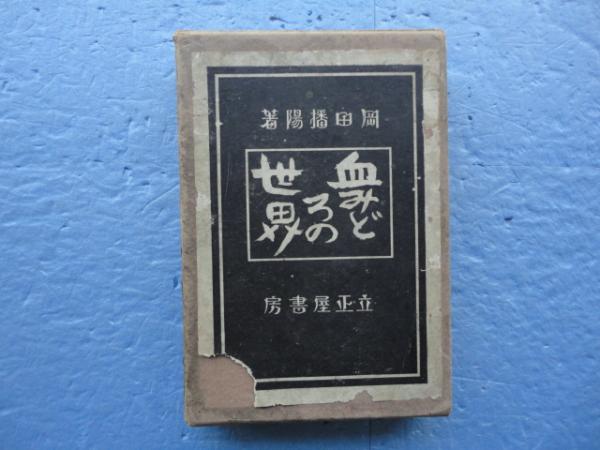 岡田播陽著
血みど
ろの
世界
立正屋書房